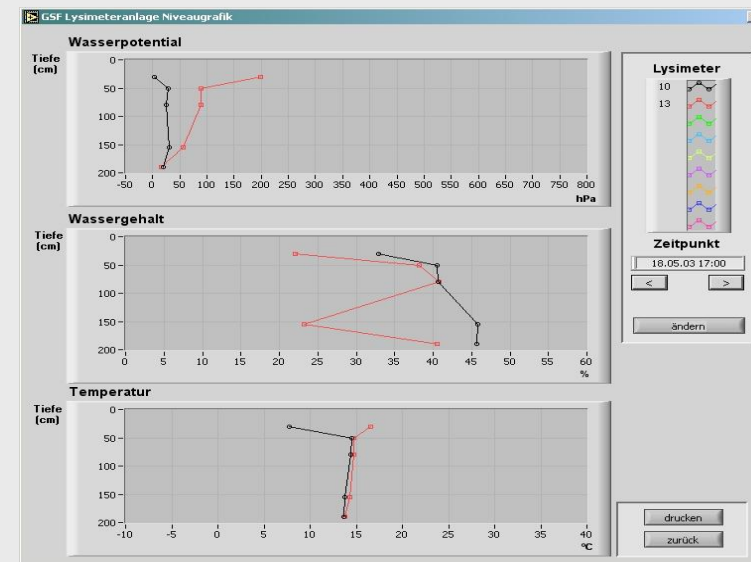 GSF Lysimeteranlage Niveaugrafik
Wasserpotential
Tiefe
(cm)
0
50
100
150
200
-50 0 50 100 150 200 250 300 350 400 450 500 550 600 650 700 750 800
hPa
Wassergehalt
Tiefe
(cm)
0
50
100
150
200
0 5 10 15 20 25 30 35 40 45 50 55 60
%
Temperatur
Tiefe
(cm)
0
50
100
150
200
-10 -5 0 5 10 15 20 25 30 35 40
ºC
Lysimeter
10
13
Zeitpunkt
18.05.03 17:00
< >
ändern
drucken
zurück